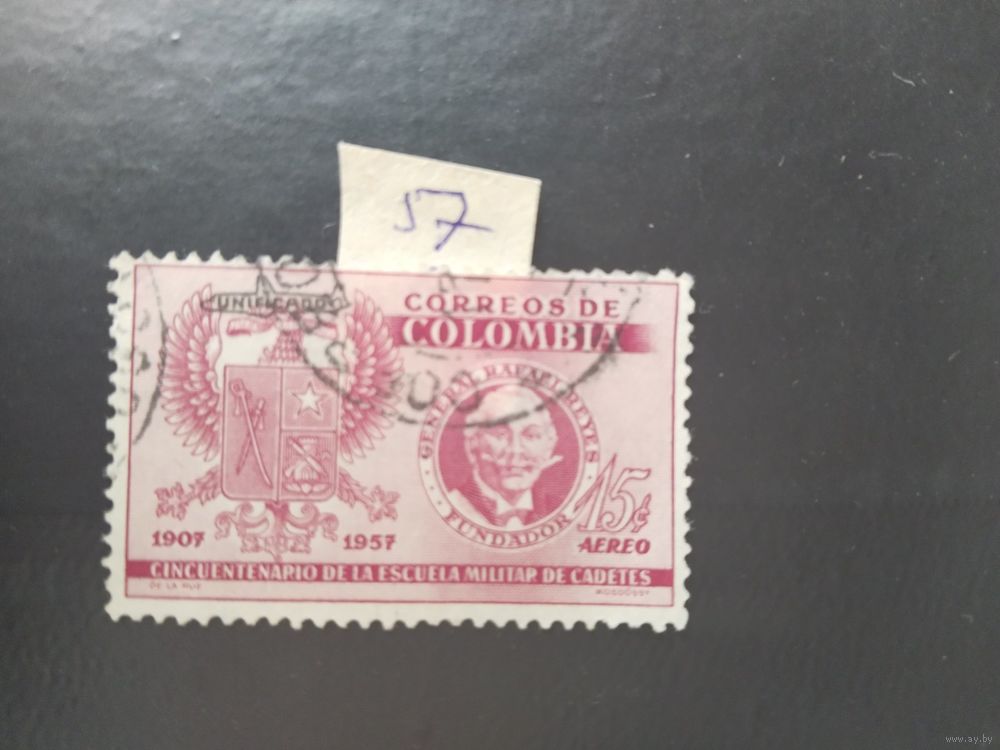 57
UNIFICADO
CORREOS DE
COLOMBIA
GENERAL RAFAEL REYES
FUNDADOR
15¢
AEREO
1907
1957
CINCUENTENARIO DE LA ESCUELA MILITAR DE CADETES
DE LA RUE
www.ay.by